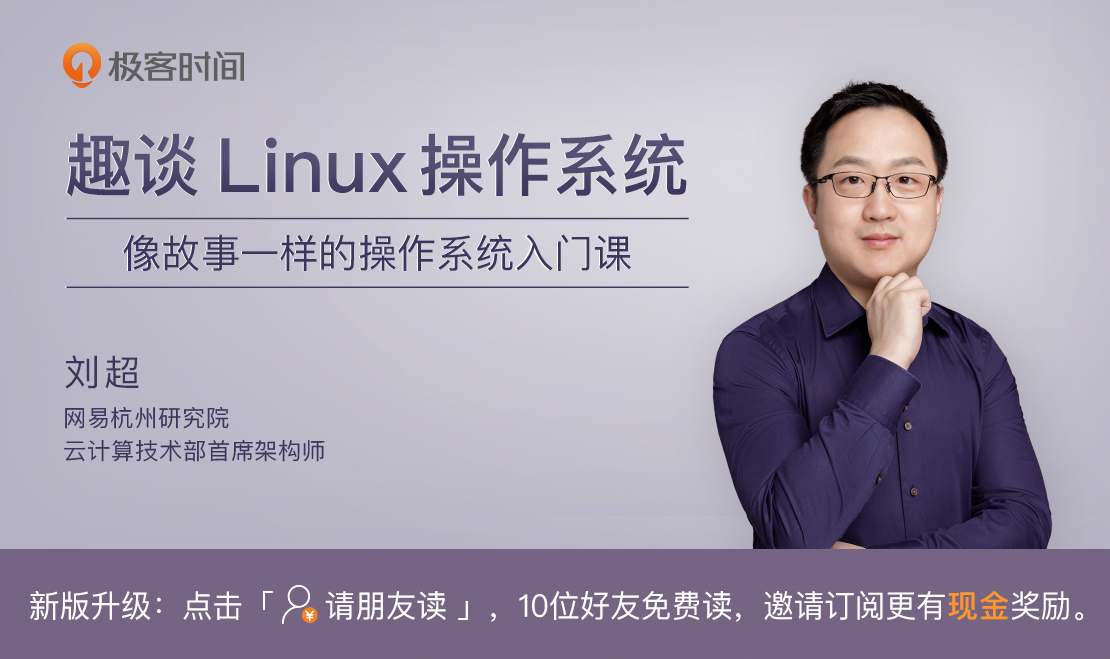 极客时间
趣谈 Linux 操作系统
像故事一样的操作系统入门课
刘超
网易杭州研究院
云计算技术部首席架构师
新版升级：点击「 ¥ 请朋友读 」，10位好友免费读，邀请订阅更有现金奖励。